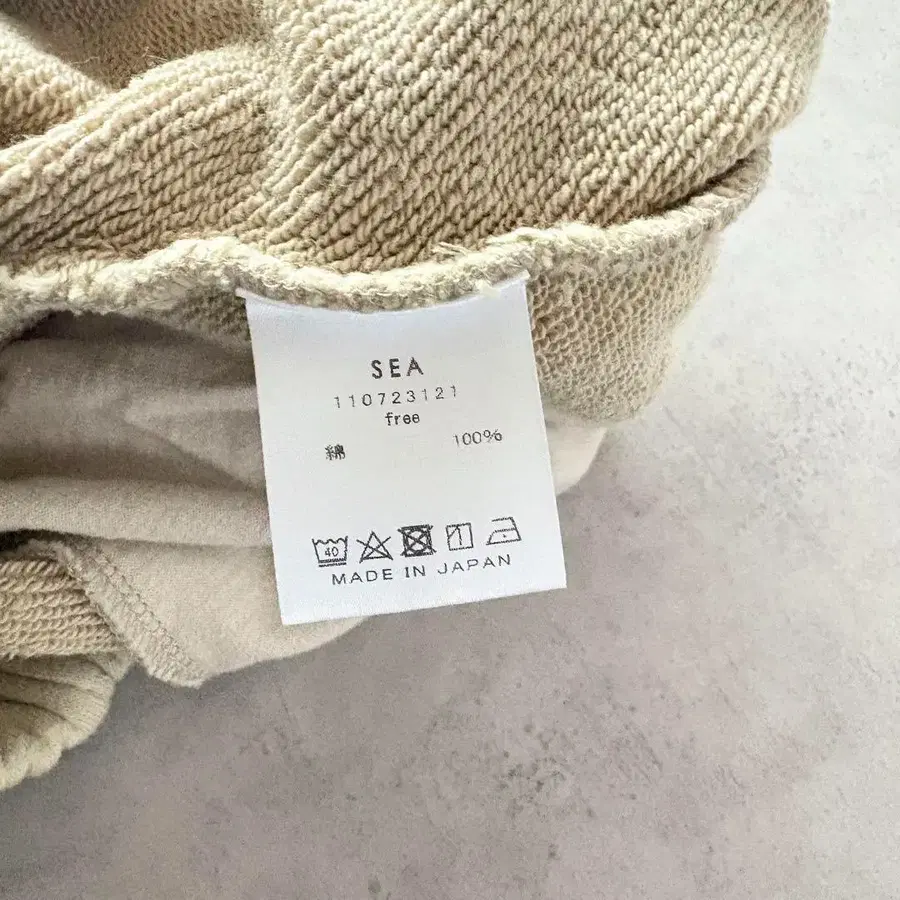 SEA
110723121
free
綿 100%
40
MADE IN JAPAN